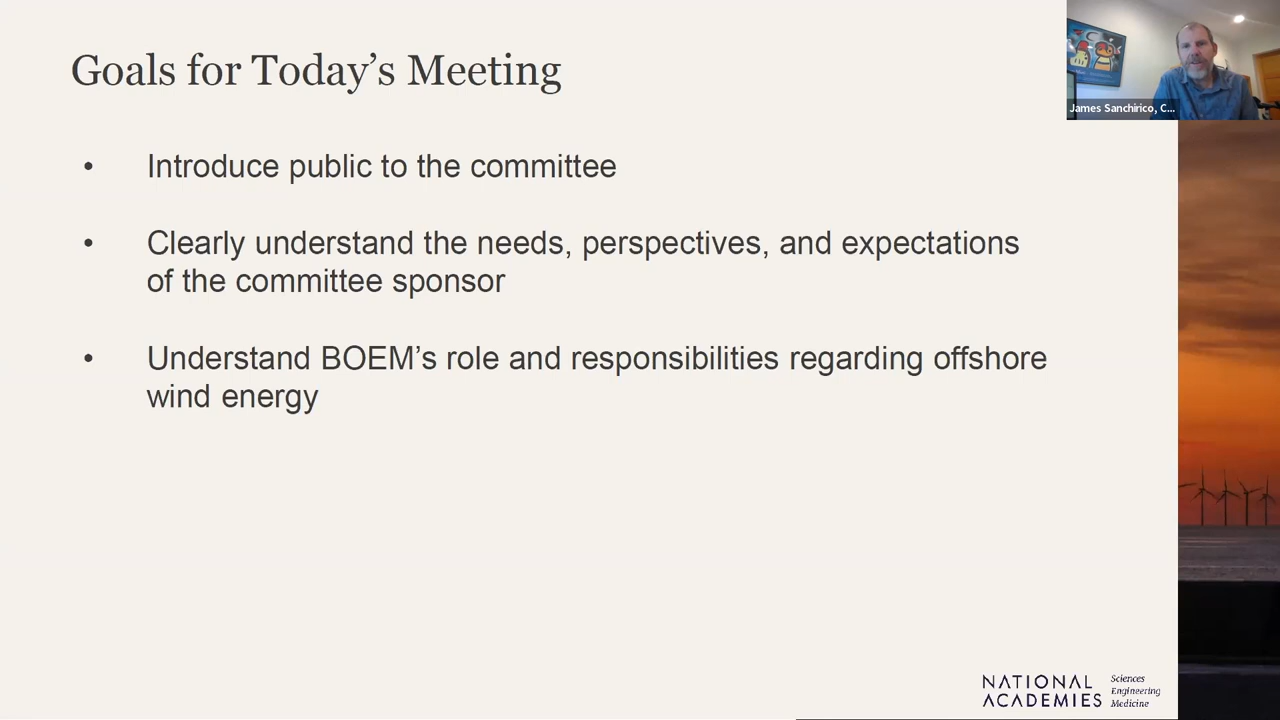 Goals for Today’s Meeting
James Sanchirico, C...
• Introduce public to the committee
• Clearly understand the needs, perspectives, and expectations
of the committee sponsor
• Understand BOEM’s role and responsibilities regarding offshore
wind energy
NATIONAL
ACADEMIES
Sciences
Engineering
Medicine